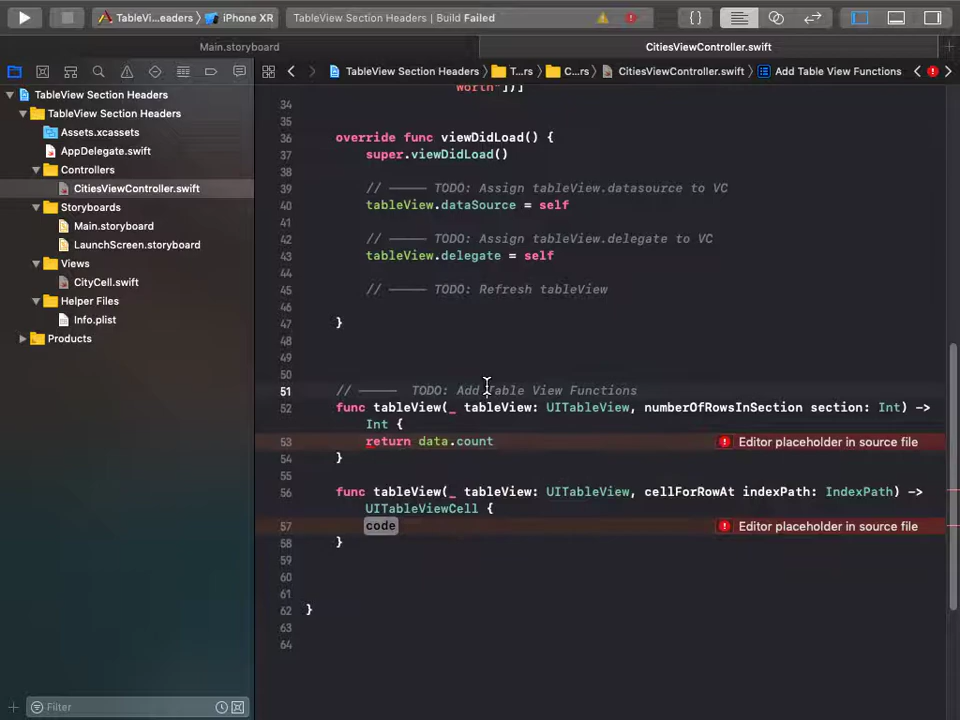 TableVi...eaders
iPhone XR
TableView Section Headers | Build Failed
Main.storyboard
CitiesViewController.swift
TableView Section Headers
T...rs
C...rs
CitiesViewController.swift
Add Table View Functions
TableView Section Headers
TableView Section Headers
Assets.xcassets
AppDelegate.swift
Controllers
CitiesViewController.swift
Storyboards
Main.storyboard
LaunchScreen.storyboard
Views
CityCell.swift
Helper Files
Info.plist
Products
Filter
Worth"])]
34
35
36 override func viewDidLoad() {
37 super.viewDidLoad()
38
39 // ––––– TODO: Assign tableView.datasource to VC
40 tableView.dataSource = self
41
42 // ––––– TODO: Assign tableView.delegate to VC
43 tableView.delegate = self
44
45 // ––––– TODO: Refresh tableView
46
47 }
48
49
50
51 // ––––– TODO: Add Table View Functions
52 func tableView(_ tableView: UITableView, numberOfRowsInSection section: Int) ->
Int {
53 return data.count Editor placeholder in source file
54 }
55
56 func tableView(_ tableView: UITableView, cellForRowAt indexPath: IndexPath) ->
UITableViewCell {
57 code Editor placeholder in source file
58 }
59
60
61
62 }
63
64